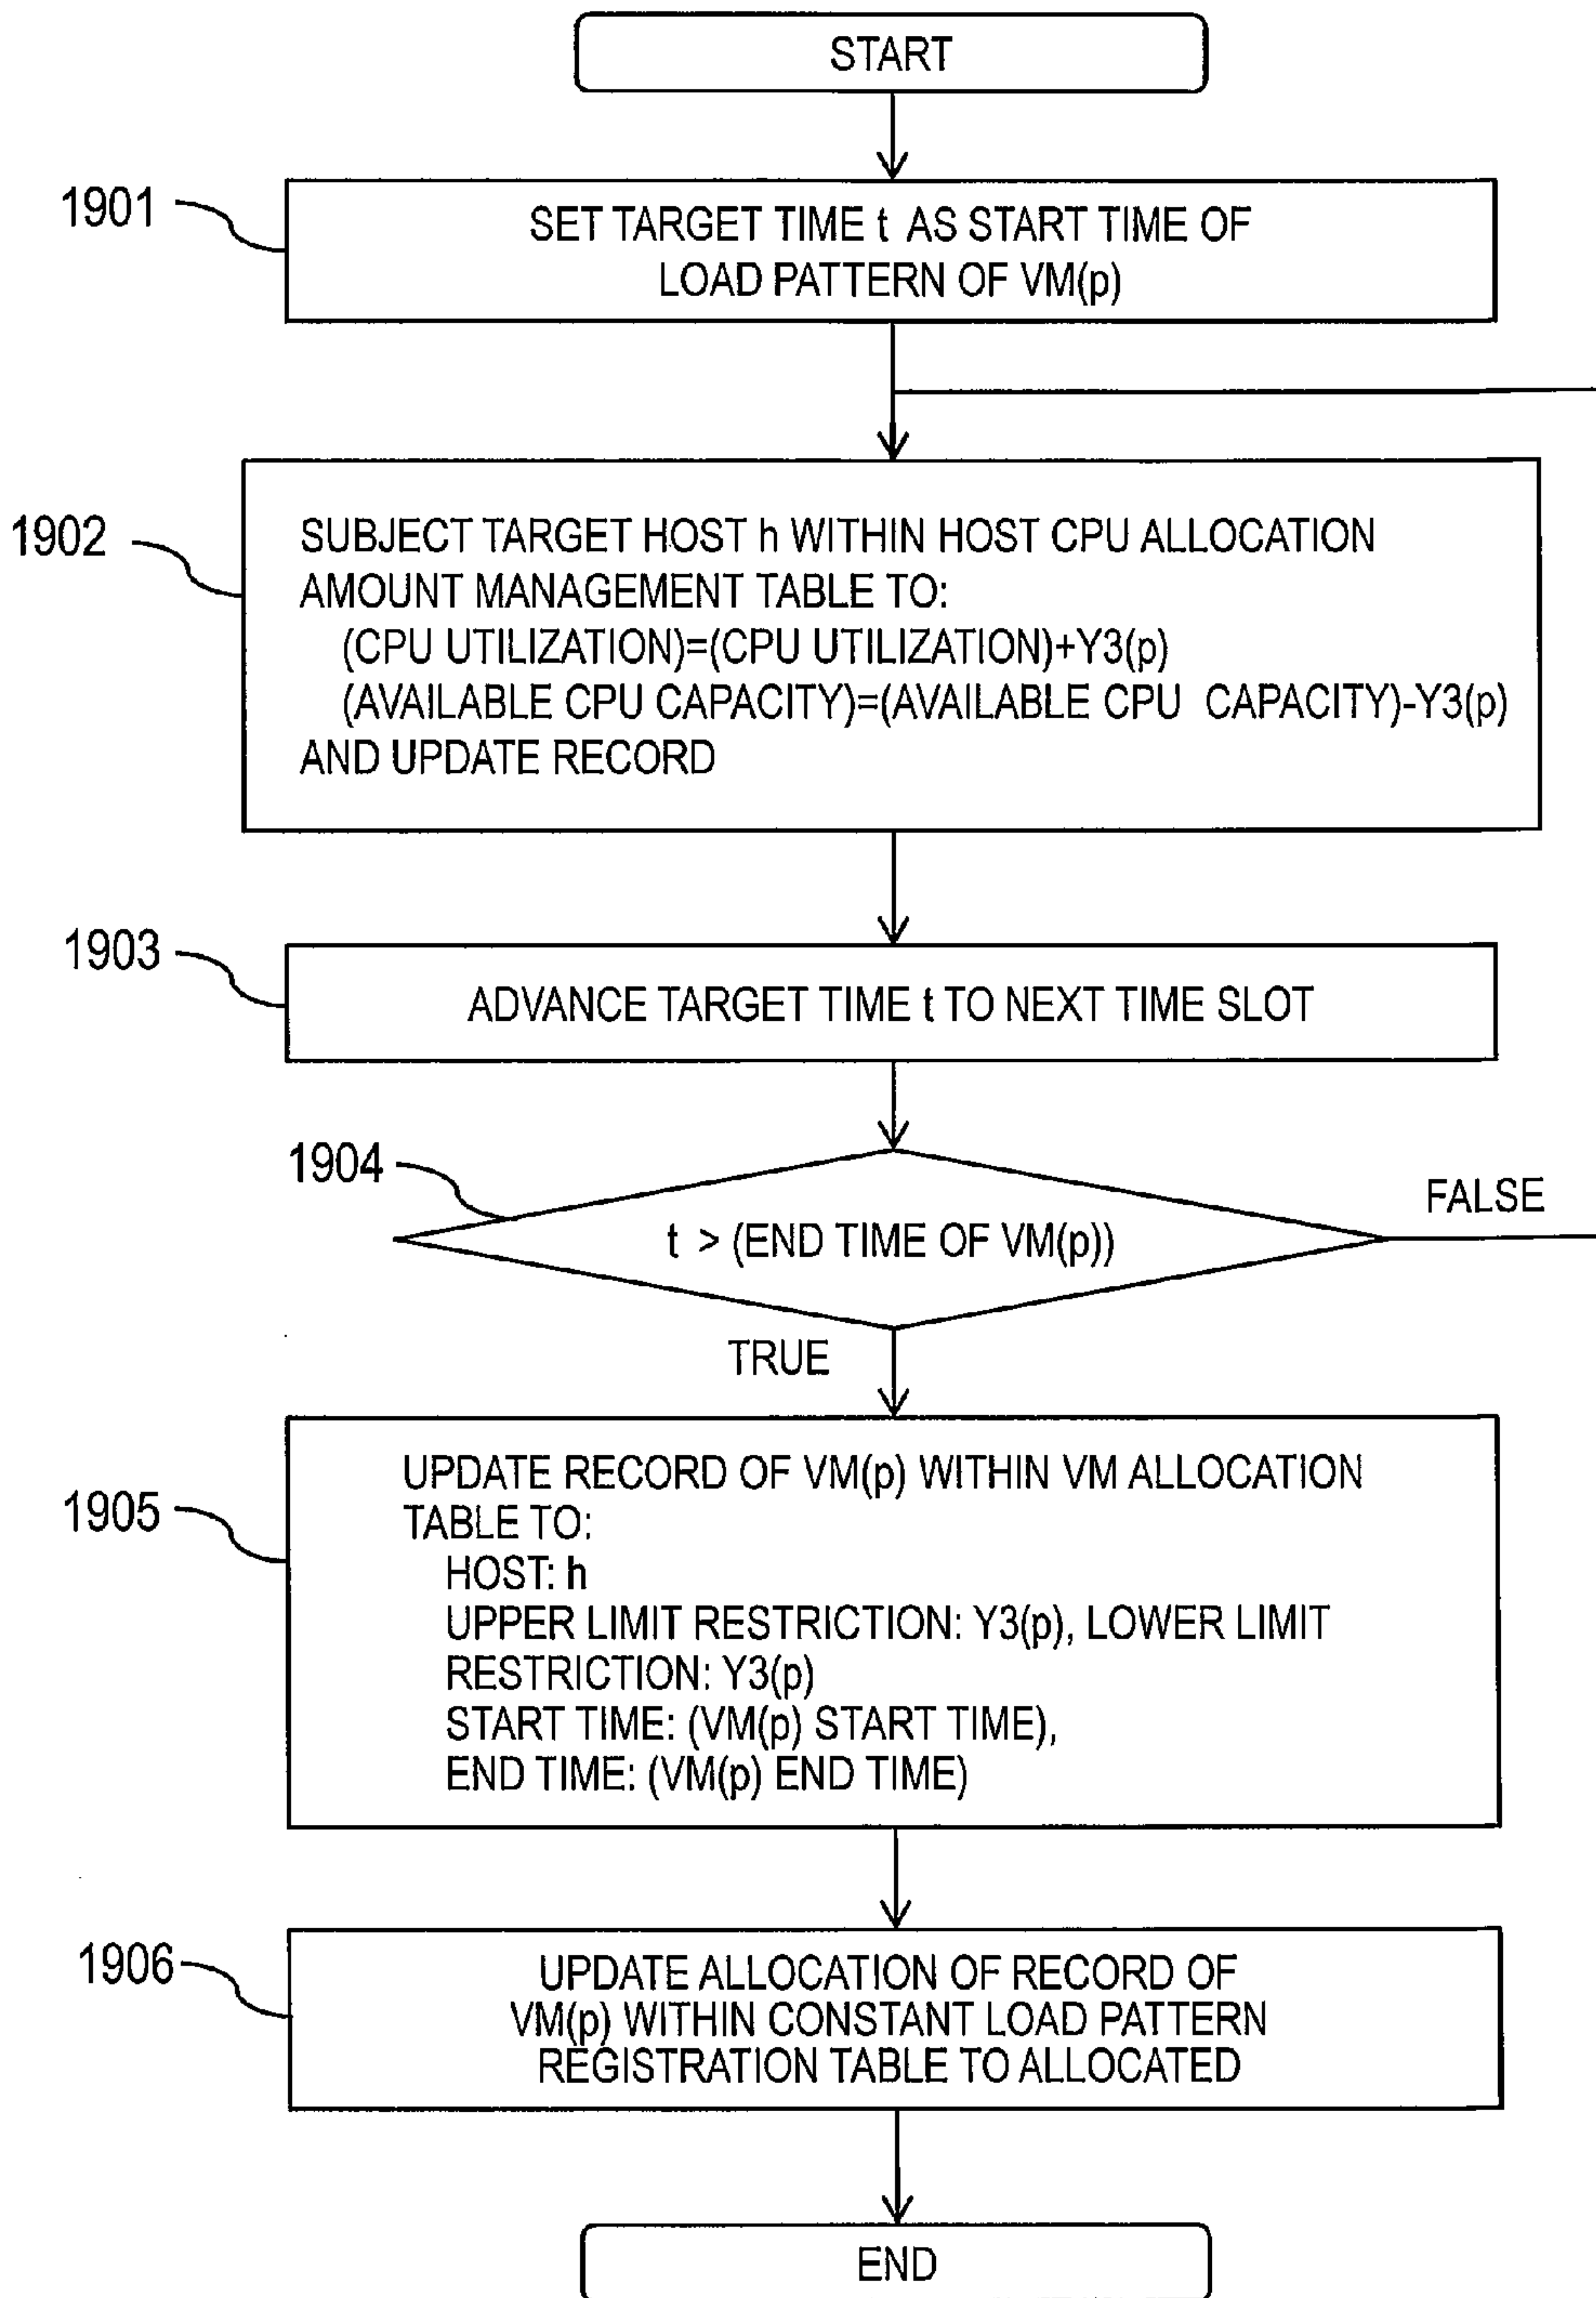 START
1901
SET TARGET TIME t AS START TIME OF
LOAD PATTERN OF VM(p)
1902
SUBJECT TARGET HOST h WITHIN HOST CPU ALLOCATION
AMOUNT MANAGEMENT TABLE TO:
(CPU UTILIZATION)=(CPU UTILIZATION)+Y3(p)
(AVAILABLE CPU CAPACITY)=(AVAILABLE CPU CAPACITY)-Y3(p)
AND UPDATE RECORD
1903
ADVANCE TARGET TIME t TO NEXT TIME SLOT
1904
t > (END TIME OF VM(p))
FALSE
TRUE
1905
UPDATE RECORD OF VM(p) WITHIN VM ALLOCATION
TABLE TO:
HOST: h
UPPER LIMIT RESTRICTION: Y3(p), LOWER LIMIT
RESTRICTION: Y3(p)
START TIME: (VM(p) START TIME),
END TIME: (VM(p) END TIME)
1906
UPDATE ALLOCATION OF RECORD OF
VM(p) WITHIN CONSTANT LOAD PATTERN
REGISTRATION TABLE TO ALLOCATED
END